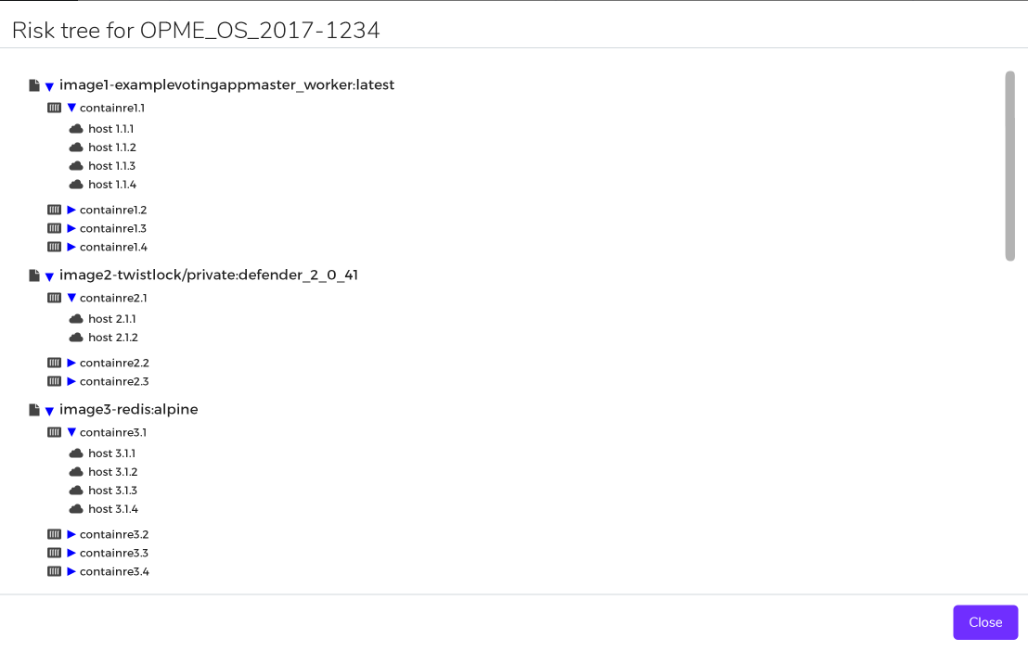 Risk tree for OPME_OS_2017-1234
image1-examplevotingappmaster_worker:latest
containre1.1
host 1.1.1
host 1.1.2
host 1.1.3
host 1.1.4
containre1.2
containre1.3
containre1.4
image2-twistlock/private:defender_2_0_41
containre2.1
host 2.1.1
host 2.1.2
containre2.2
containre2.3
image3-redis:alpine
containre3.1
host 3.1.1
host 3.1.2
host 3.1.3
host 3.1.4
containre3.2
containre3.3
containre3.4
Close